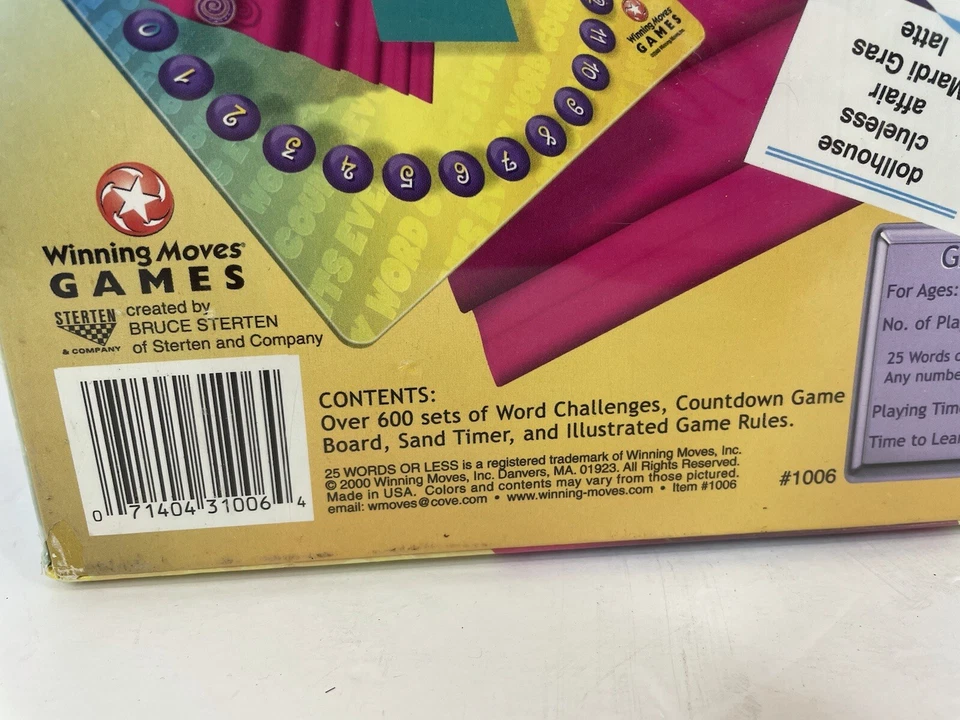 0
1
2
3
4
5
6
7
8
9
10
11
Winning Moves
GAMES
COU
WORD
dollhouse
clueless
affair
Mardi Gras
latte
Winning Moves®
GAMES
STERTEN
& COMPANY
created by
BRUCE STERTEN
of Sterten and Company
For Ages:
No. of Pla
25 Words o
Any numbe
Playing Tim
Time to Lear
CONTENTS:
Over 600 sets of Word Challenges, Countdown Game
Board, Sand Timer, and Illustrated Game Rules.
25 WORDS OR LESS is a registered trademark of Winning Moves, Inc.
© 2000 Winning Moves, Inc. Danvers, MA. 01923. All Rights Reserved.
Made in USA. Colors and contents may vary from those pictured.
email: wmoves@cove.com • www.winning-moves.com • Item #1006
#1006
0 71404 31006 4